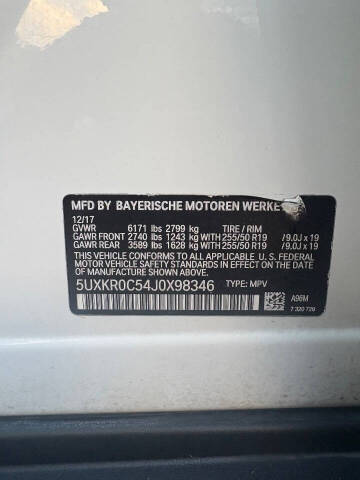 MFD BY BAYERISCHE MOTOREN WERKE
12/17
GVWR 6171 lbs 2799 kg TIRE / RIM
GAWR FRONT 2740 lbs 1243 kg WITH 255/50 R19 /9.0J x 19
GAWR REAR 3589 lbs 1628 kg WITH 255/50 R19 /9.0J x 19
THIS VEHICLE CONFORMS TO ALL APPLICABLE U. S. FEDERAL
MOTOR VEHICLE SAFETY STANDARDS IN EFFECT ON THE DATE
OF MANUFACTURE SHOWN ABOVE.
5UXKR0C54J0X98346 TYPE: MPV
A96M
7 320 729